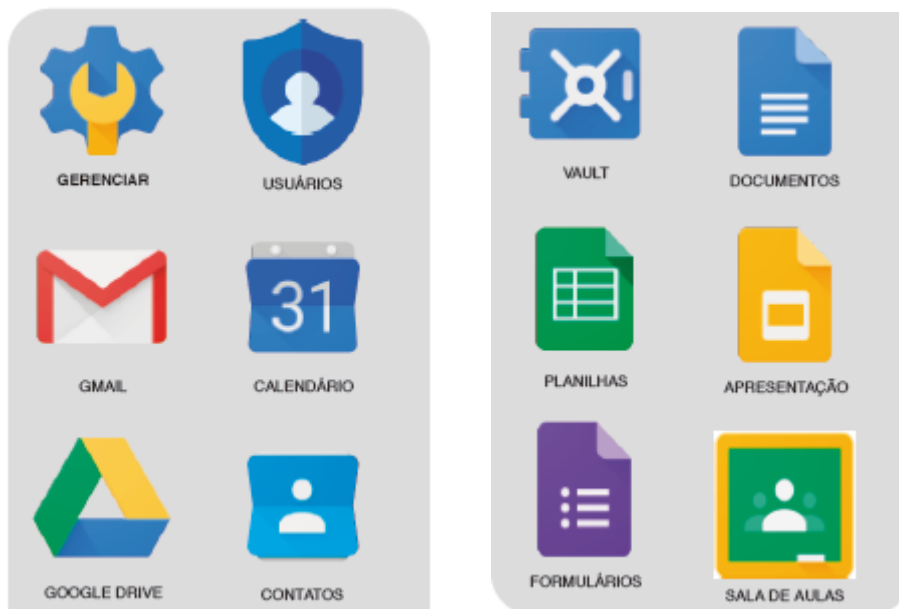 GERENCIAR
USUÁRIOS
31
GMAIL
CALENDÁRIO
GOOGLE DRIVE
CONTATOS
VAULT
DOCUMENTOS
PLANILHAS
APRESENTAÇÃO
FORMULÁRIOS
SALA DE AULAS